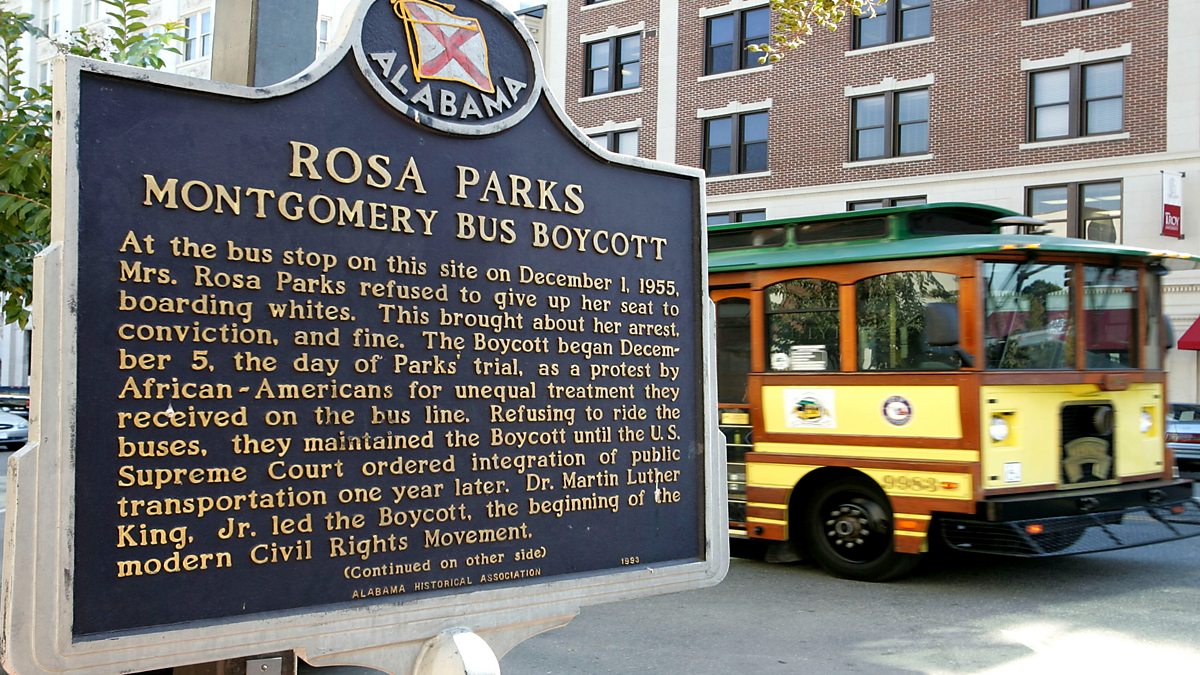 ALABAMA
ROSA PARKS
MONTGOMERY BUS BOYCOTT
At the bus stop on this site on December 1, 1955,
Mrs. Rosa Parks refused to give up her seat to
boarding whites. This brought about her arrest,
conviction, and fine. The Boycott began Decem-
ber 5, the day of Parks' trial, as a protest by
African-Americans for unequal treatment they
received on the bus line. Refusing to ride the
buses, they maintained the Boycott until the U.S.
Supreme Court ordered integration of public
transportation one year later. Dr. Martin Luther
King, Jr. led the Boycott, the beginning of the
modern Civil Rights Movement.
(Continued on other side)
ALABAMA HISTORICAL ASSOCIATION
1993
TROY
9983